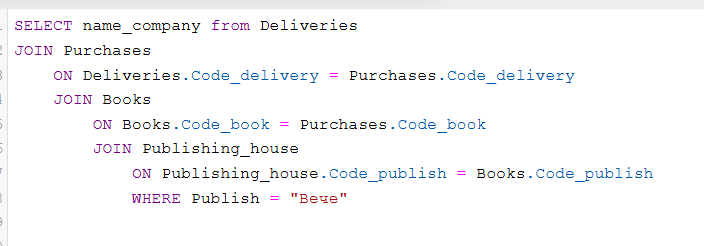 SELECT name_company from Deliveries
JOIN Purchases
ON Deliveries.Code_delivery = Purchases.Code_delivery
JOIN Books
ON Books.Code_book = Purchases.Code_book
JOIN Publishing_house
ON Publishing_house.Code_publish = Books.Code_publish
WHERE Publish = "Вече"